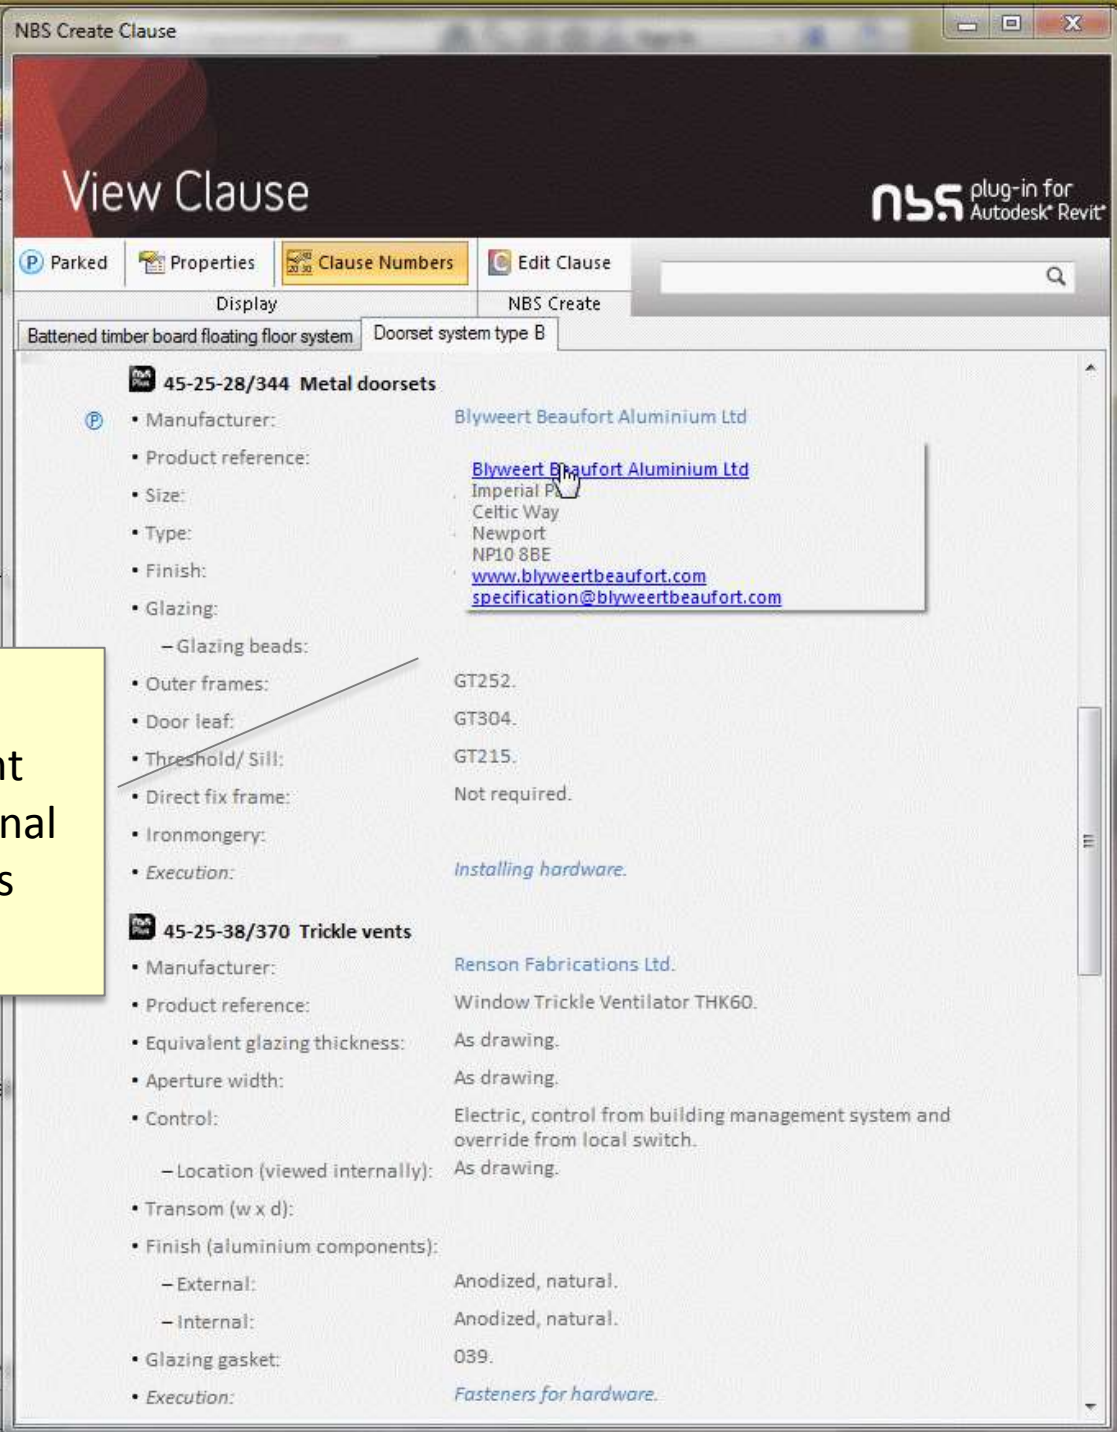 NBS Create Clause
View Clause
nbs plug-in for
Autodesk® Revit®
P Parked
Properties
Clause Numbers
Edit Clause
Display
NBS Create
Battened timber board floating floor system
Doorset system type B
45-25-28/344 Metal doorsets
P • Manufacturer: Blyweert Beaufort Aluminium Ltd
• Product reference:
Blyweert Beaufort Aluminium Ltd
• Size:
Imperial
Celtic Way
• Type:
Newport
NP10 8BE
• Finish:
www.blyweertbeaufort.com
specification@blyweertbeaufort.com
• Glazing:
– Glazing beads:
• Outer frames: GT252.
• Door leaf: GT304.
• Threshold/ Sill: GT215.
• Direct fix frame: Not required.
• Ironmongery:
• Execution: Installing hardware.
45-25-38/370 Trickle vents
• Manufacturer: Renson Fabrications Ltd.
• Product reference: Window Trickle Ventilator THK60.
• Equivalent glazing thickness: As drawing.
• Aperture width: As drawing.
• Control: Electric, control from building management system and
override from local switch.
– Location (viewed internally): As drawing.
• Transom (w x d):
• Finish (aluminium components):
– External: Anodized, natural.
– Internal: Anodized, natural.
• Glazing gasket: 039.
• Execution: Fasteners for hardware.